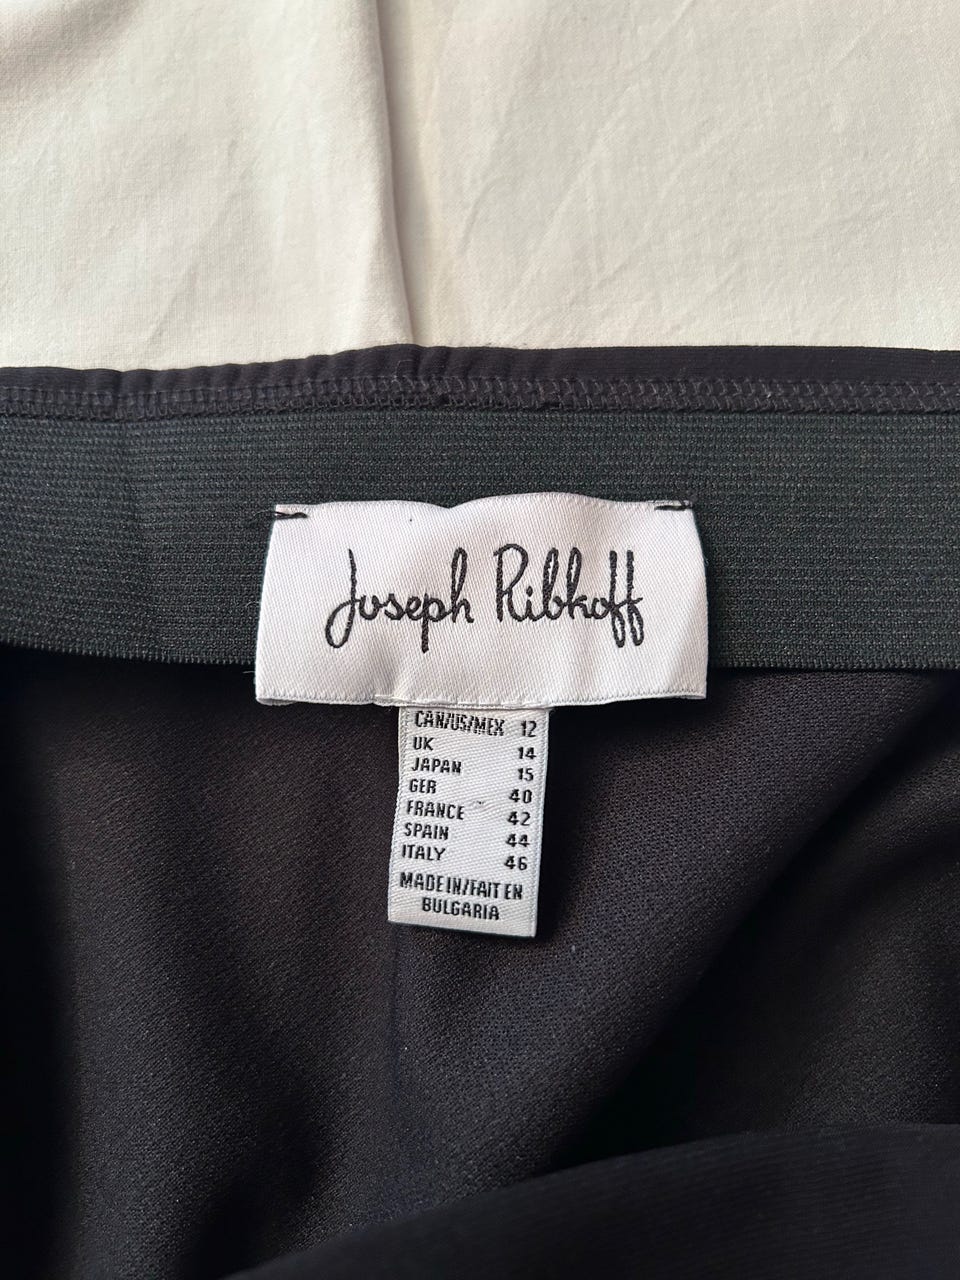 Joseph Ribkoff
CAN/US/MEX 12
UK 14
JAPAN 15
GER 40
FRANCE 42
SPAIN 44
ITALY 46
MADE IN/FAIT EN
BULGARIA